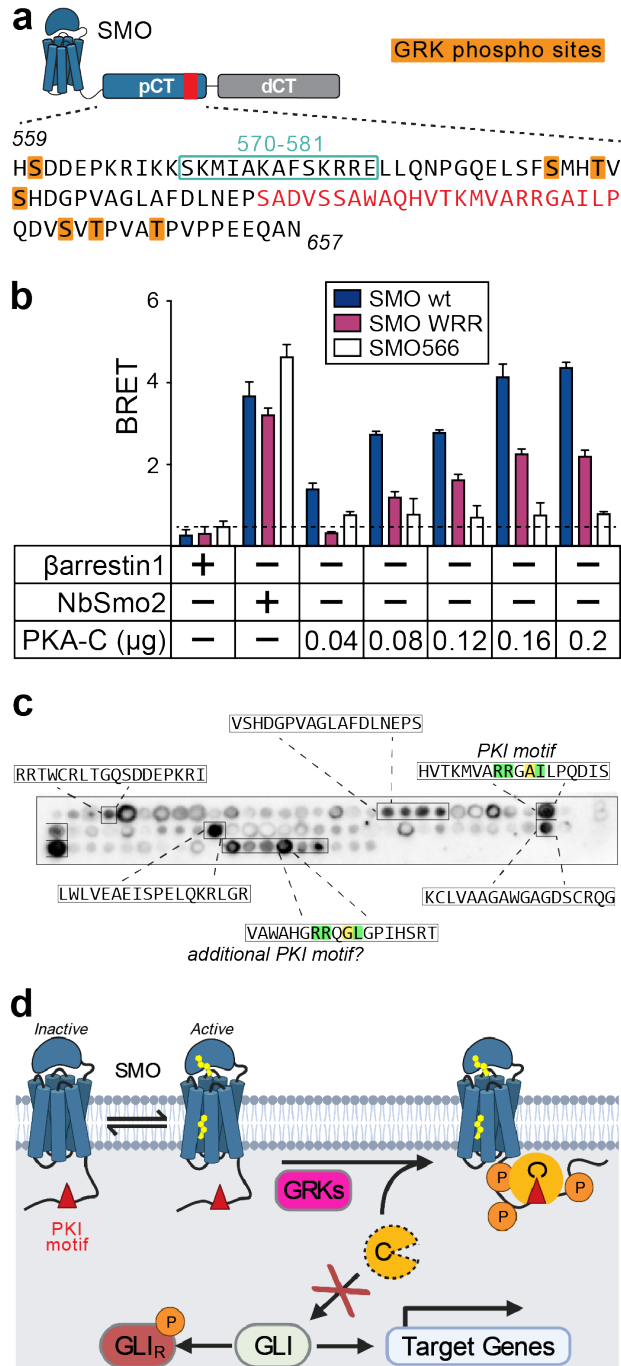 a
SMO
GRK phospho sites
pCT
dCT
559
570-581
HSDDEPKRIKKSKMIAKAFSKRRELLQNPGQELSFSMHTV
SHDGPVAGLAFDLNEPSADVSSAWAQHVTKMVARRGAILP
QDVSVTPVATPVPPEEQAN
657
b
6
4
2
BRET
SMO wt
SMO WRR
SMO566
βarrestin1 + − − − − − −
NbSmo2 − + − − − − −
PKA-C (μg) − − 0.04 0.08 0.12 0.16 0.2
c
VSHDGPVAGLAFDLNEPS
PKI motif
RRTWCRLTGQSDDEPKRI
HVTKMVARRGAILPQDIS
LWLVEAEISPELQKRLGR
KCLVAAGAWGAGDSCRQG
VAWAHGRRQGLGPIHSRT
additional PKI motif?
d
Inactive
Active
SMO
PKI
motif
GRKs
C
P
P
P
C
P
GLIR
GLI
Target Genes